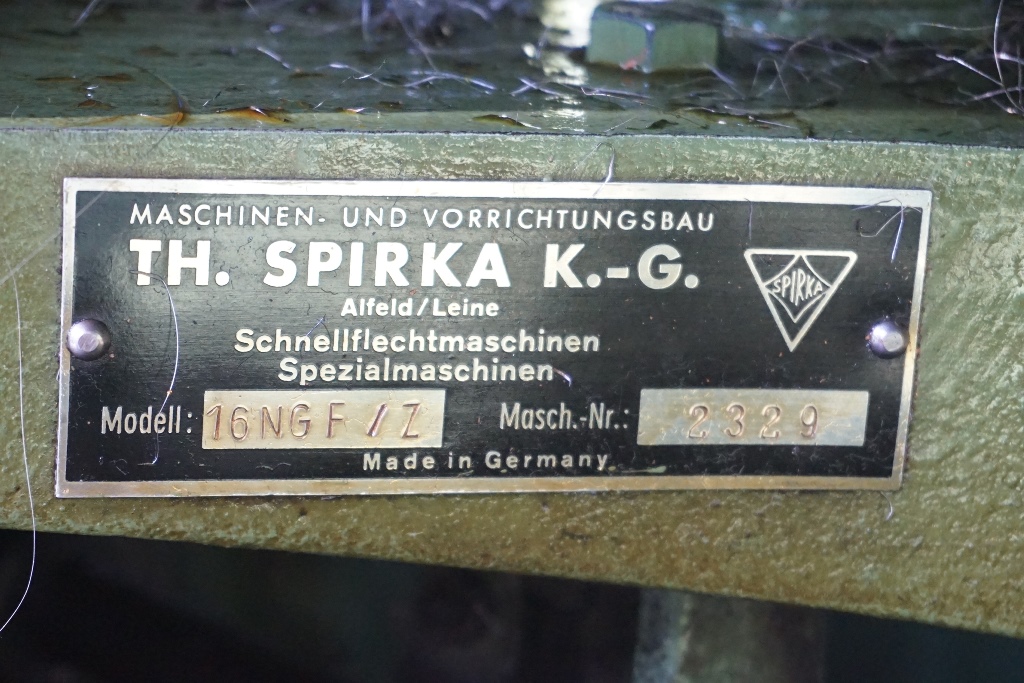 MASCHINEN- UND VORRICHTUNGSBAU
TH. SPIRKA K.-G.
SPIRKA
Alfeld/Leine
Schnellflechtmaschinen
Spezialmaschinen
Modell: 16NGF/Z Masch.-Nr.: 2329
Made in Germany